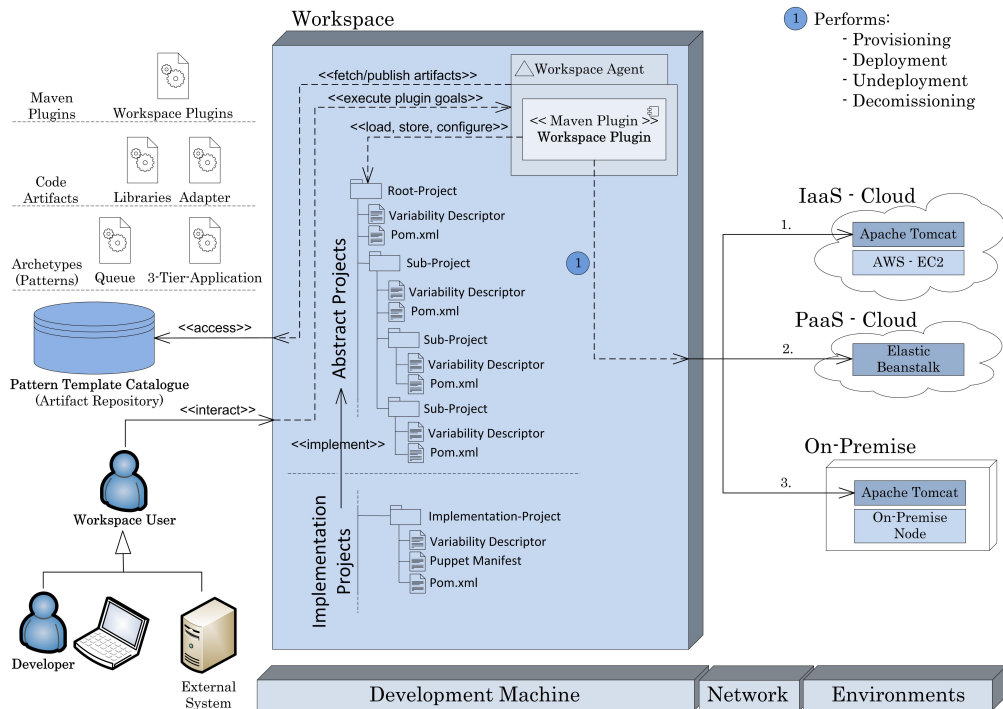 Workspace
1 Performs:
- Provisioning
- Deployment
- Undeployment
- Decomissioning
Maven
Plugins
Workspace Plugins
Code
Artifacts
Libraries
Adapter
Archetypes
(Patterns)
Queue
3-Tier-Application
<<access>>
Pattern Template Catalogue
(Artifact Repository)
<<interact>>
Workspace User
Developer
External
System
<<fetch/publish artifacts>>
<<execute plugin goals>>
<<load, store, configure>>
Workspace Agent
<< Maven Plugin >>
Workspace Plugin
Abstract Projects
Root-Project
Variability Descriptor
Pom.xml
Sub-Project
Variability Descriptor
Pom.xml
Sub-Project
Variability Descriptor
Pom.xml
Sub-Project
Variability Descriptor
Pom.xml
<<implement>>
Implementation
Projects
Implementation-Project
Variability Descriptor
Puppet Manifest
Pom.xml
1
IaaS - Cloud
1.
Apache Tomcat
AWS - EC2
PaaS - Cloud
2.
Elastic
Beanstalk
On-Premise
3.
Apache Tomcat
On-Premise
Node
Development Machine
Network
Environments